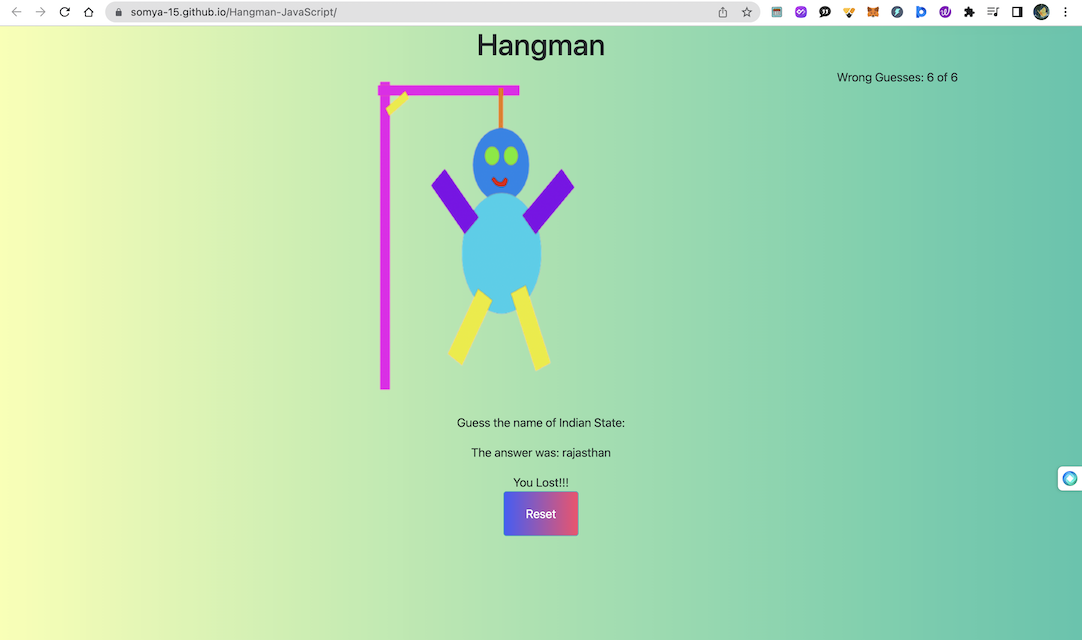 somya-15.github.io/Hangman-JavaScript/
Hangman
Wrong Guesses: 6 of 6
Guess the name of Indian State:
The answer was: rajasthan
You Lost!!!
Reset